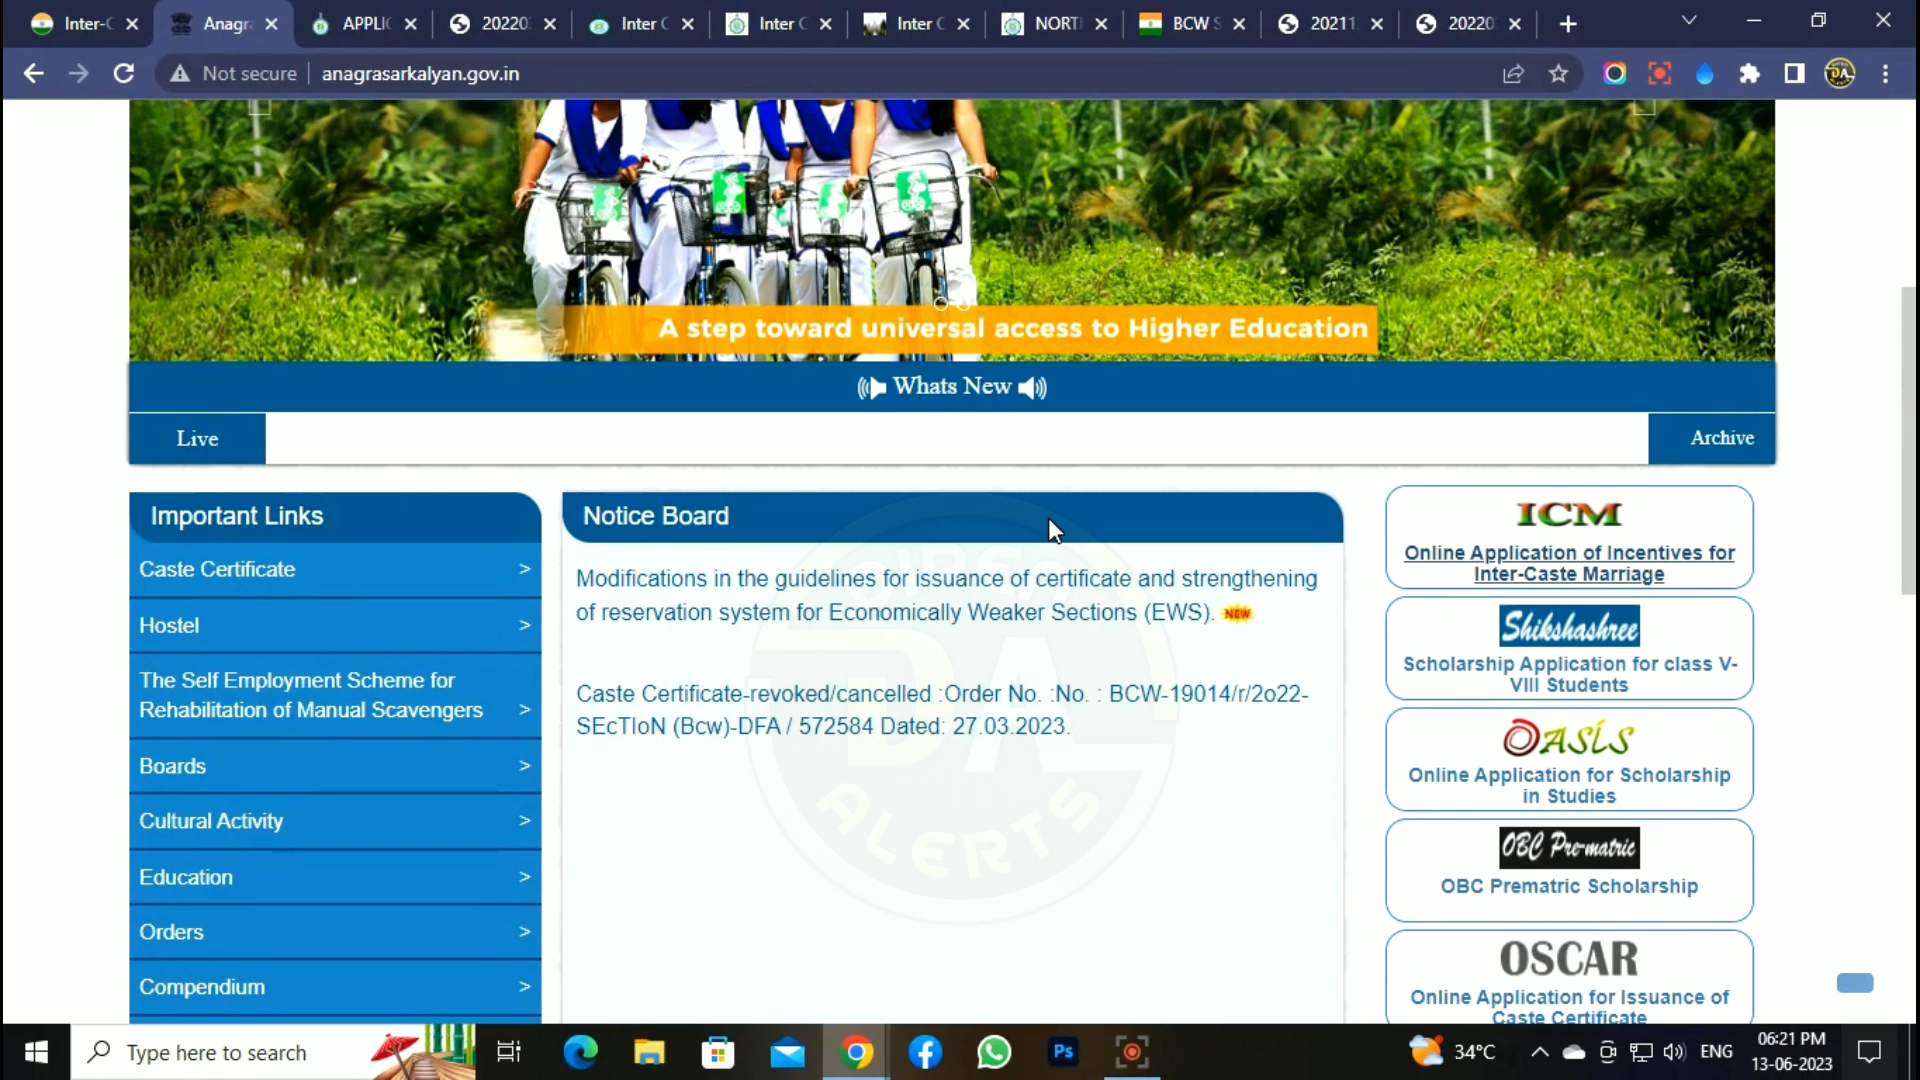 Inter-C
Anagra
APPLIC
20220
Inter C
Inter C
Inter C
NORTI
BCW S
20211
20220
Not secure
anagrasarkalyan.gov.in
DA
A step toward universal access to Higher Education
Whats New
Live
Archive
Important Links
Caste Certificate >
Hostel >
The Self Employment Scheme for
Rehabilitation of Manual Scavengers >
Boards >
Cultural Activity >
Education >
Orders >
Compendium >
Notice Board
Modifications in the guidelines for issuance of certificate and strengthening
of reservation system for Economically Weaker Sections (EWS). NEW
Caste Certificate-revoked/cancelled :Order No. :No. : BCW-19014/r/2o22-
SEcTIoN (Bcw)-DFA / 572584 Dated: 27.03.2023.
DIPEN
DA
ALERTS
ICM
Online Application of Incentives for
Inter-Caste Marriage
Shikshashree
Scholarship Application for class V-
VIII Students
OASIS
Online Application for Scholarship
in Studies
OBC Pre-matric
OBC Prematric Scholarship
OSCAR
Online Application for Issuance of
Caste Certificate
Type here to search
Ps
34°C
ENG
06:21 PM
13-06-2023